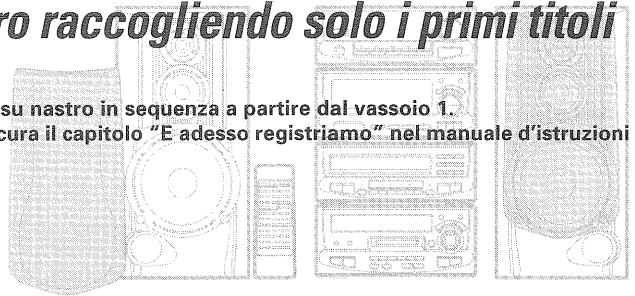 ro raccogliendo solo i primi titoli
su nastro in sequenza a partire dal vassoio 1.
cura il capitolo "E adesso registriamo" nel manuale d'istruzioni